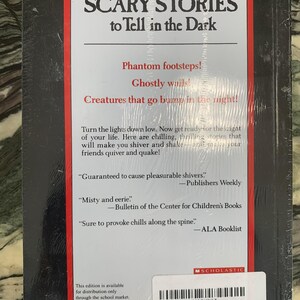 SCARY STORIES
to Tell in the Dark
Phantom footsteps!
Ghostly wails!
Creatures that go bump in the night!
Turn the lights down low. Now get ready for the fright
of your life. Here are chilling, stories that
will make you shiver and shake your
friends quiver and quake!
"Guaranteed to cause pleasurable shivers."
—Publishers Weekly
"Misty and eerie."
—Bulletin of the Center for Children's Books
"Sure to provoke chills along the spine."
—ALA Booklist
SCHOLASTIC
This edition is available
for distribution only
through the school market.